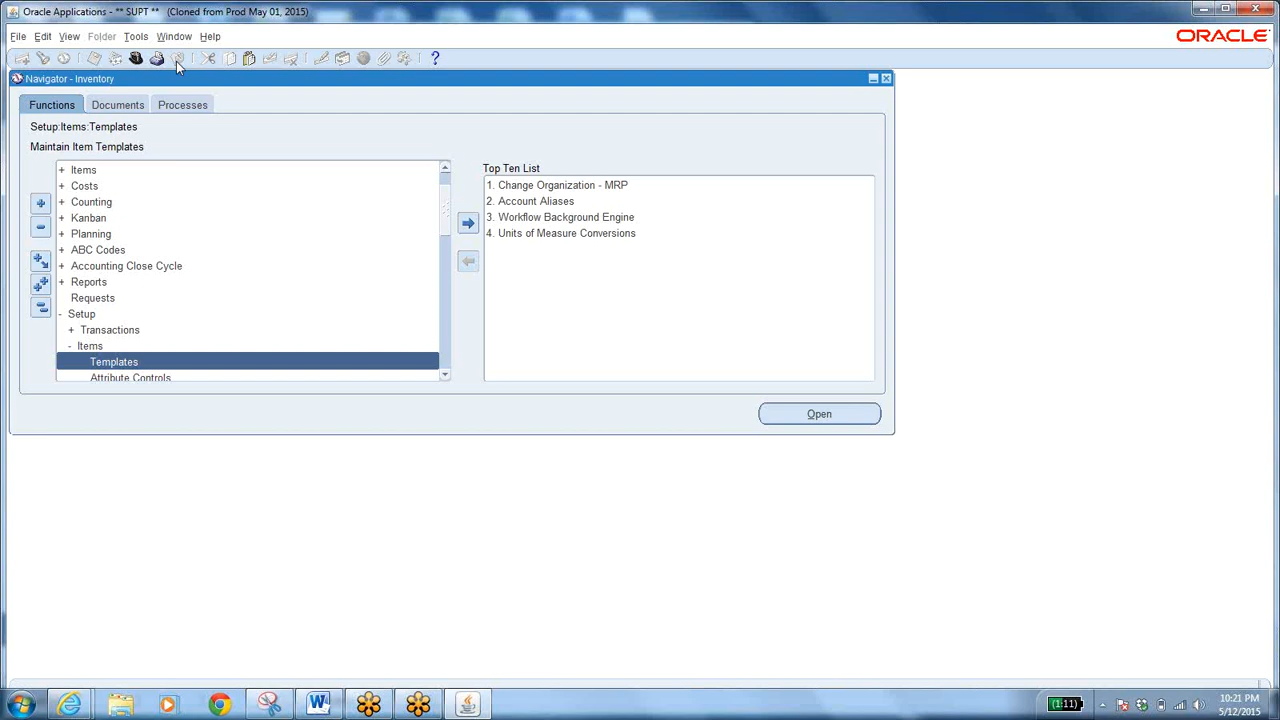 Oracle Applications - ** SUPT ** (Cloned from Prod May 01, 2015)
File Edit View Folder Tools Window Help
ORACLE
Navigator - Inventory
Functions Documents Processes
Setup:Items:Templates
Maintain Item Templates
+ Items
+ Costs
+ Counting
+ Kanban
+ Planning
+ ABC Codes
+ Accounting Close Cycle
+ Reports
Requests
- Setup
+ Transactions
- Items
Templates
Attribute Controls
Top Ten List
1. Change Organization - MRP
2. Account Aliases
3. Workflow Background Engine
4. Units of Measure Conversions
Open
(1:11)
10:21 PM
5/12/2015